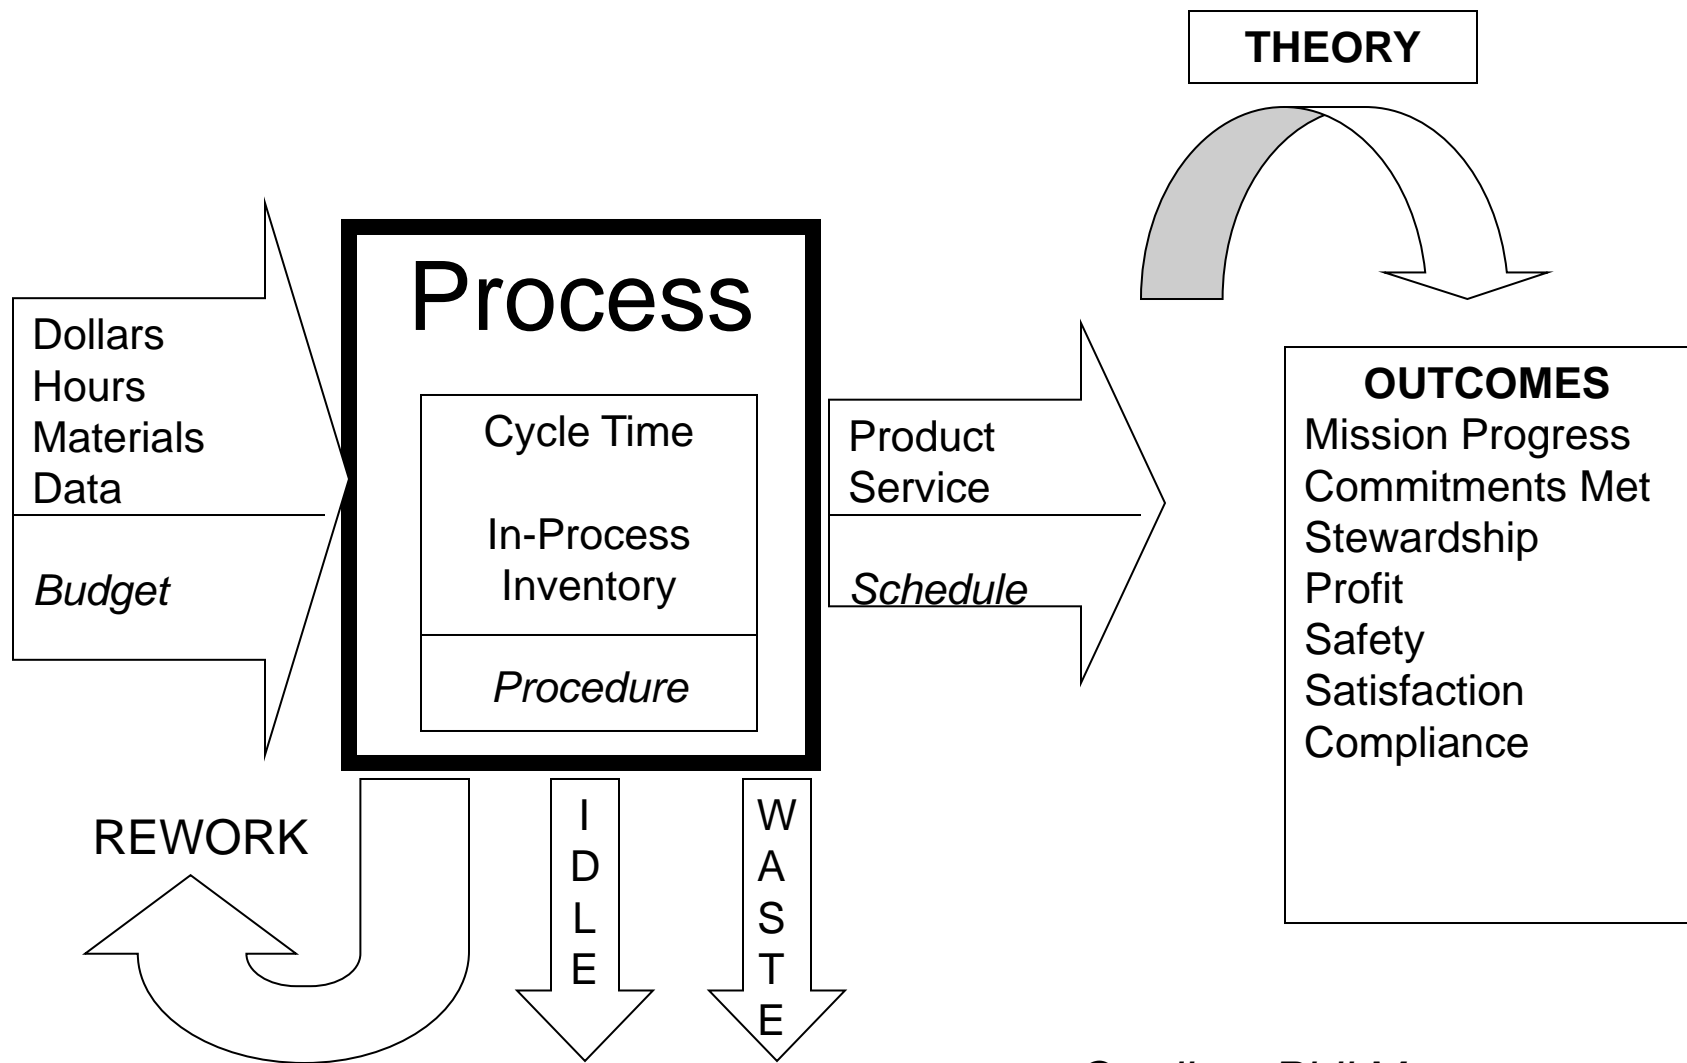 THEORY
Process
Dollars
Hours
Materials
Data
Budget
Cycle Time
In-Process
Inventory
Procedure
Product
Service
Schedule
OUTCOMES
Mission Progress
Commitments Met
Stewardship
Profit
Safety
Satisfaction
Compliance
REWORK
IDLE
WASTE